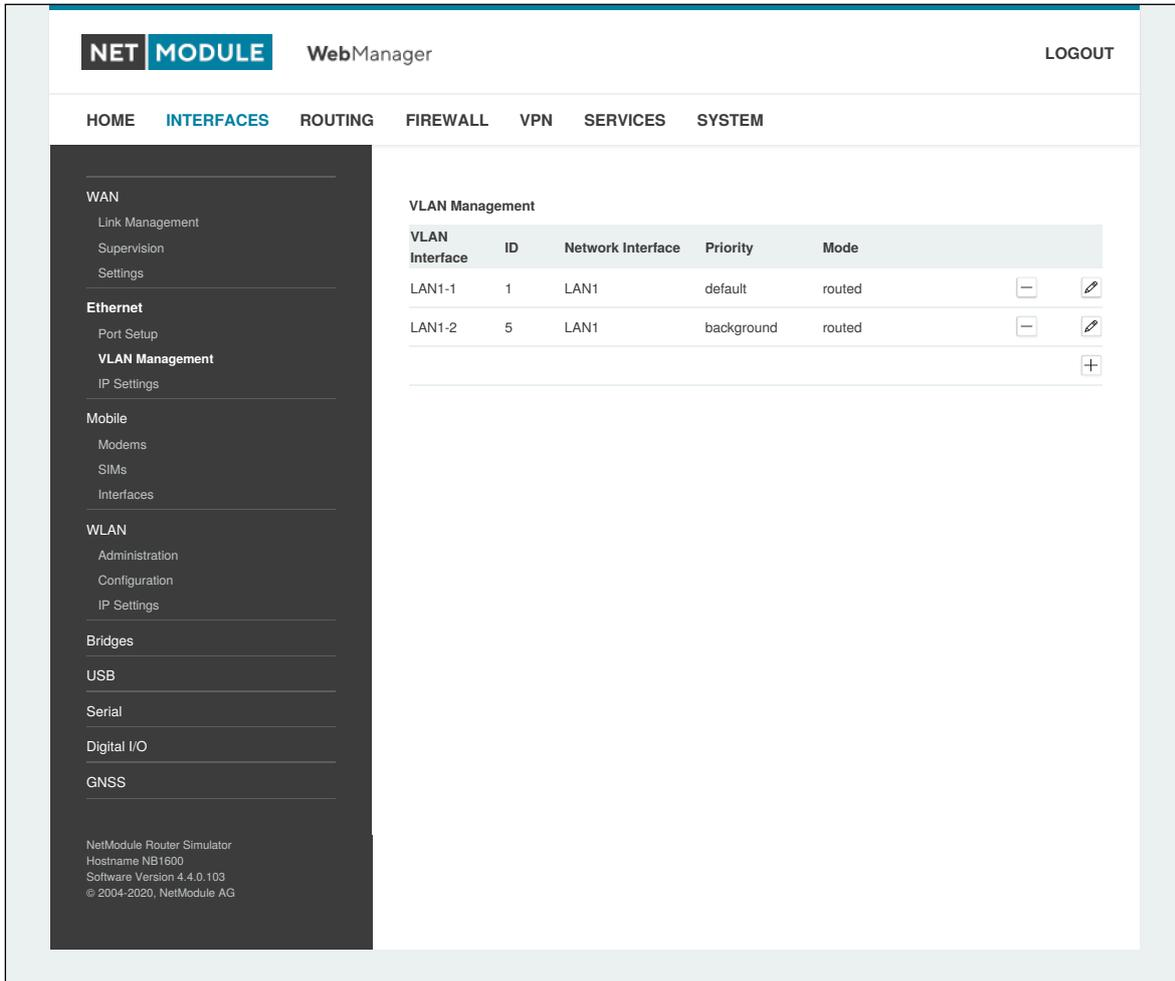 NET MODULE WebManager LOGOUT
HOME INTERFACES ROUTING FIREWALL VPN SERVICES SYSTEM
WAN
Link Management
Supervision
Settings
Ethernet
Port Setup
VLAN Management
IP Settings
Mobile
Modems
SIMs
Interfaces
WLAN
Administration
Configuration
IP Settings
Bridges
USB
Serial
Digital I/O
GNSS
NetModule Router Simulator
Hostname NB1600
Software Version 4.4.0.103
© 2004-2020, NetModule AG
VLAN Management
VLAN Interface ID Network Interface Priority Mode
LAN1-1 1 LAN1 default routed
LAN1-2 5 LAN1 background routed